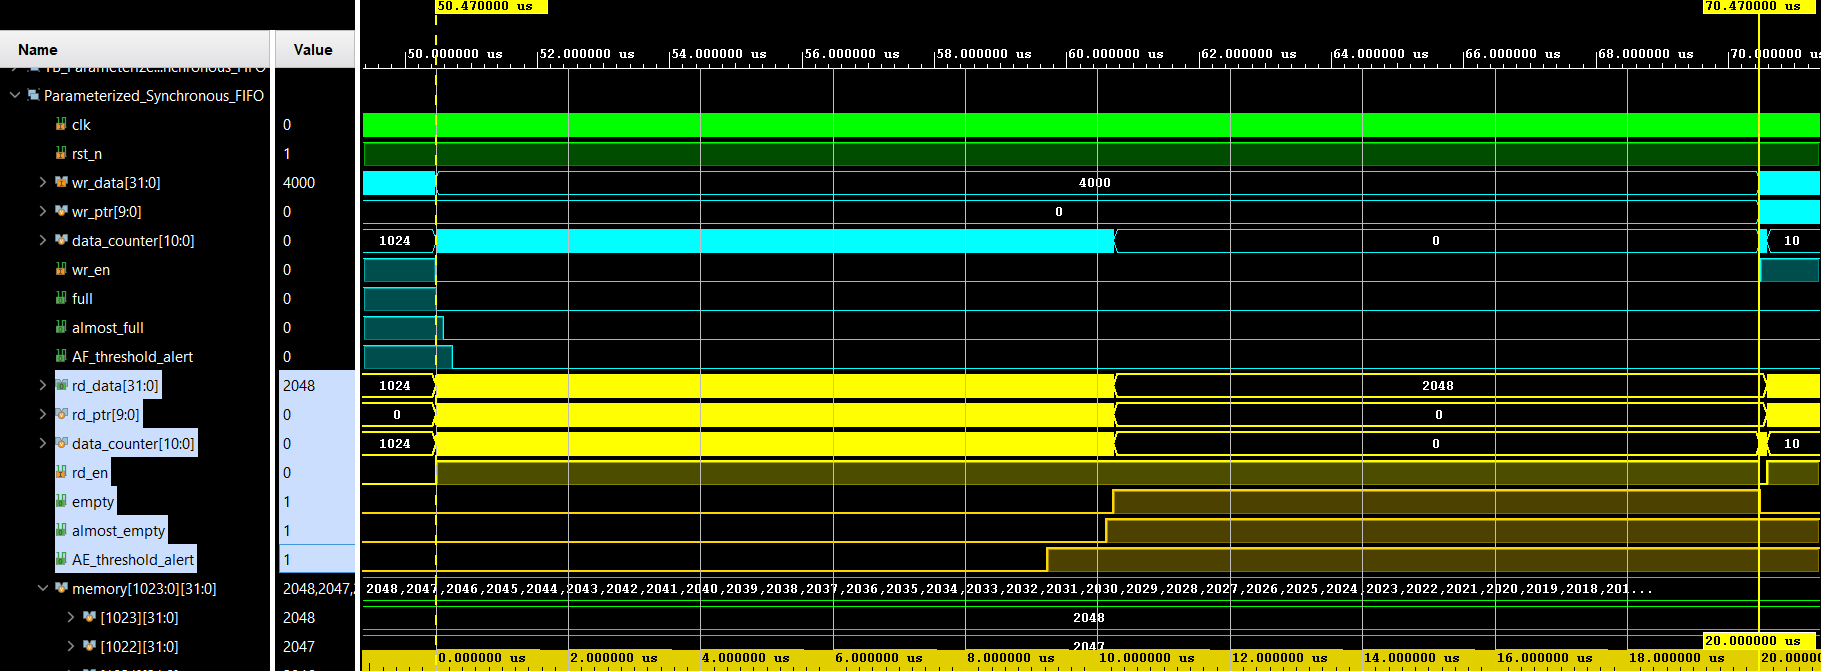 50.470000 us 70.470000 us
Name Value
50.000000 us 52.000000 us 54.000000 us 56.000000 us 58.000000 us 60.000000 us 62.000000 us 64.000000 us 66.000000 us 68.000000 us 70.000000 us
Parameterized_Synchronous_FIFO
clk 0
rst_n 1
wr_data[31:0] 4000 4000
wr_ptr[9:0] 0 0
data_counter[10:0] 0 1024 0 10
wr_en 0
full 0
almost_full 0
AF_threshold_alert 0
rd_data[31:0] 2048 1024 2048
rd_ptr[9:0] 0 0 0
data_counter[10:0] 0 1024 0 10
rd_en 0
empty 1
almost_empty 1
AE_threshold_alert 1
memory[1023:0][31:0] 2048,2047, 2048,2047,2046,2045,2044,2043,2042,2041,2040,2039,2038,2037,2036,2035,2034,2033,2032,2031,2030,2029,2028,2027,2026,2025,2024,2023,2022,2021,2020,2019,2018,201...
[1023][31:0] 2048 2048
[1022][31:0] 2047 2047
20.000000 us
0.000000 us 2.000000 us 4.000000 us 6.000000 us 8.000000 us 10.000000 us 12.000000 us 14.000000 us 16.000000 us 18.000000 us 20.00000